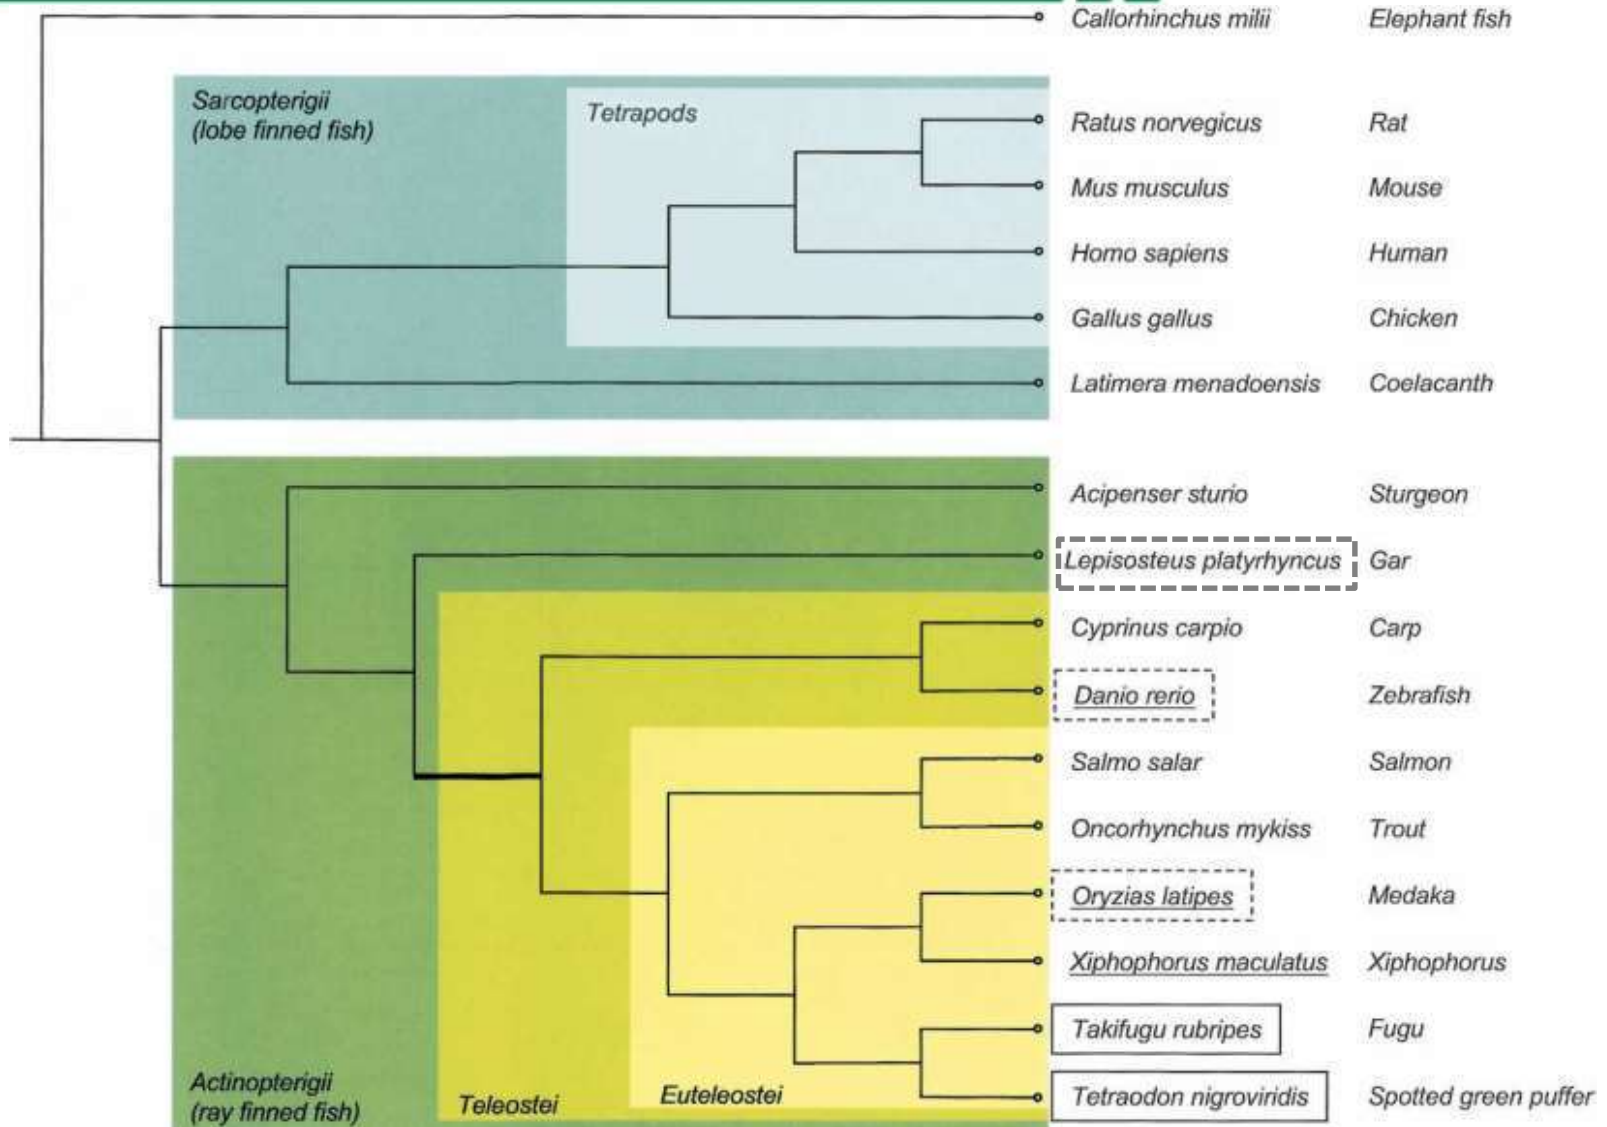 Callorhinchus milii Elephant fish
Sarcopterigii
(lobe finned fish)
Tetrapods
Ratus norvegicus Rat
Mus musculus Mouse
Homo sapiens Human
Gallus gallus Chicken
Latimera menadoensis Coelacanth
Acipenser sturio Sturgeon
Lepisosteus platyrhyncus Gar
Cyprinus carpio Carp
Danio rerio Zebrafish
Salmo salar Salmon
Oncorhynchus mykiss Trout
Oryzias latipes Medaka
Xiphophorus maculatus Xiphophorus
Takifugu rubripes Fugu
Tetraodon nigroviridis Spotted green puffer
Actinopterigii
(ray finned fish)
Teleostei
Euteleostei